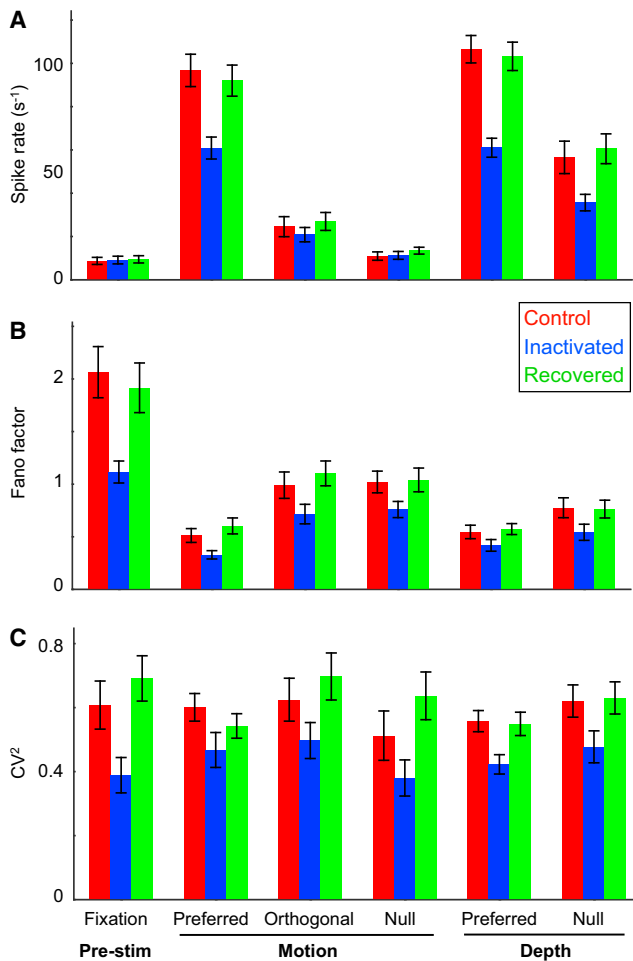 A
Spike rate (s⁻¹)
100
50
0
B
Fano factor
2
1
0
Control
Inactivated
Recovered
C
CV²
0.8
0.4
0
Fixation Preferred Orthogonal Null Preferred Null
Pre-stim Motion Depth